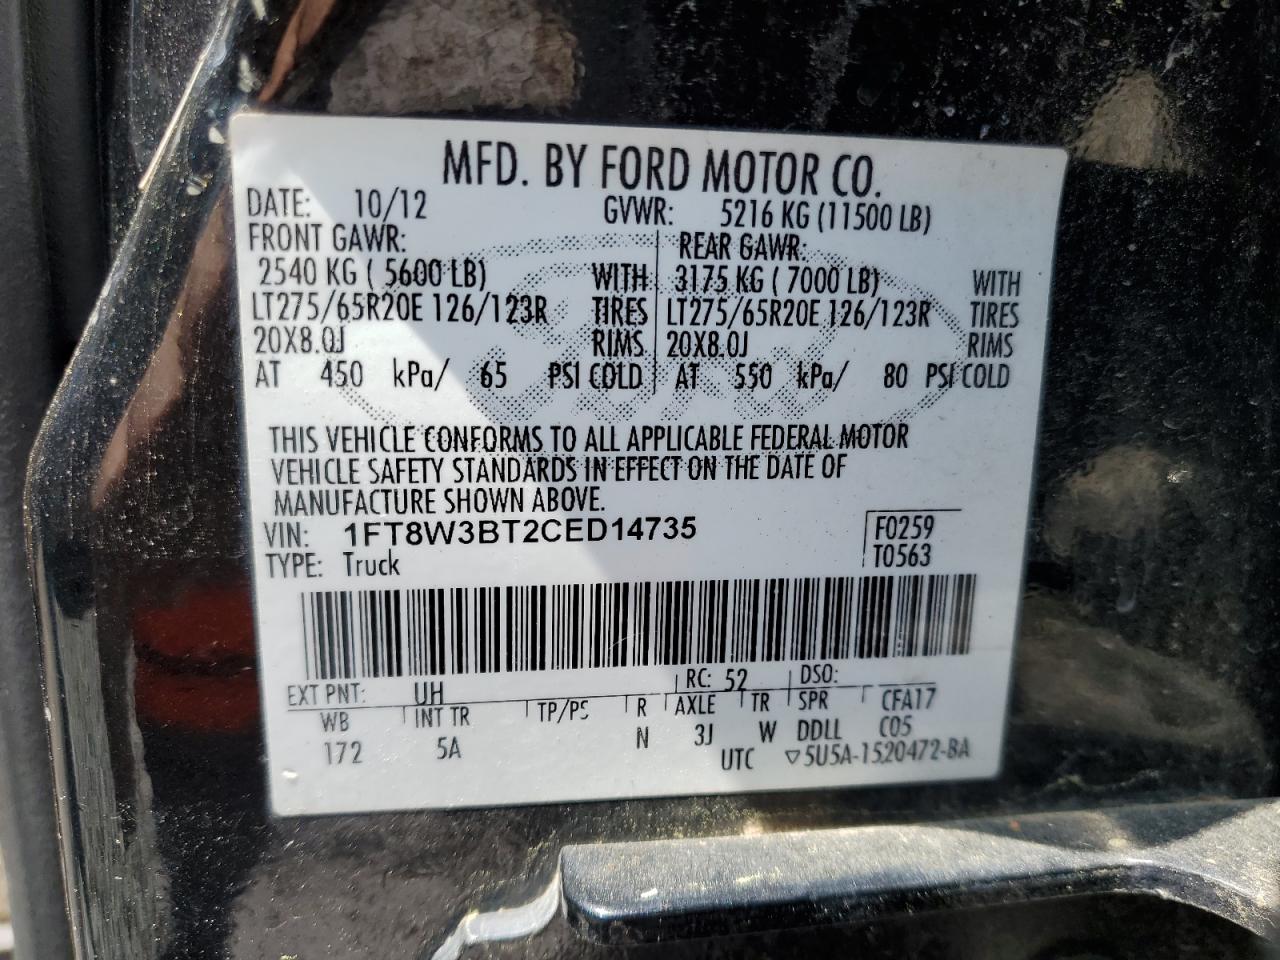 MFD. BY FORD MOTOR CO.
DATE: 10/12 GVWR: 5216 KG (11500 LB)
FRONT GAWR: REAR GAWR:
2540 KG ( 5600 LB) WITH 3175 KG ( 7000 LB) WITH
LT275/65R20E 126/123R TIRES LT275/65R20E 126/123R TIRES
20X8.0J RIMS 20X8.0J RIMS
AT 450 kPa/ 65 PSI COLD AT 550 kPa/ 80 PSI COLD
THIS VEHICLE CONFORMS TO ALL APPLICABLE FEDERAL MOTOR
VEHICLE SAFETY STANDARDS IN EFFECT ON THE DATE OF
MANUFACTURE SHOWN ABOVE.
VIN: 1FT8W3BT2CED14735 F0259
TYPE: Truck T0563
EXT PNT: UH RC: 52 DSO:
WB INT TR TP/PS R AXLE TR SPR CFA17
172 5A N 3J W DDLL C05
UTC ▽5U5A-1520472-BA